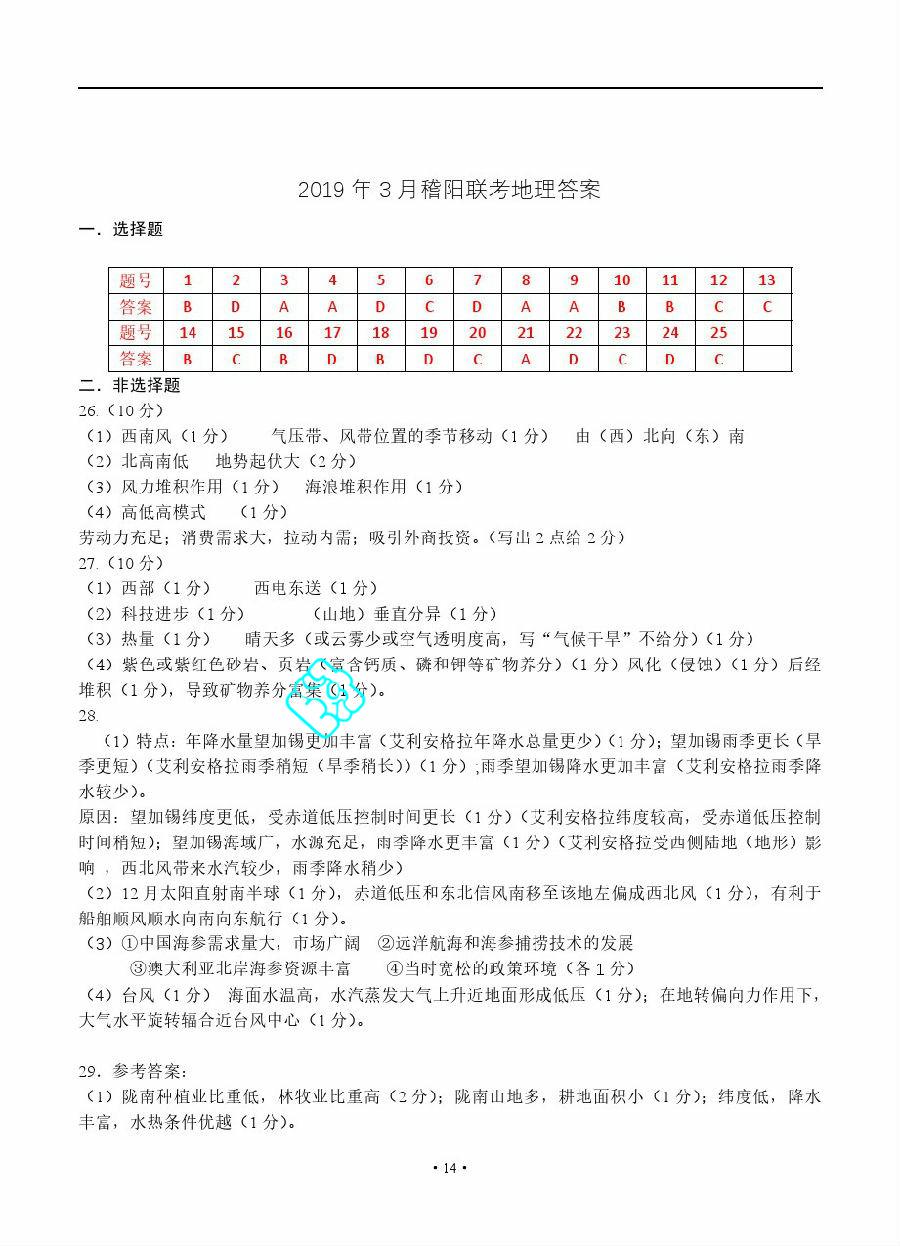 2019 年 3 月稽阳联考地理答案
一．选择题
题号 1 2 3 4 5 6 7 8 9 10 11 12 13
答案 B D A A D C D A A B B C C
题号 14 15 16 17 18 19 20 21 22 23 24 25
答案 B C B D B D C A D C D C
二．非选择题
26.（10 分）
（1）西南风（1 分） 气压带、风带位置的季节移动（1 分） 由（西）北向（东）南
（2）北高南低 地势起伏大（2 分）
（3）风力堆积作用（1 分） 海浪堆积作用（1 分）
（4）高低高模式 （1 分）
劳动力充足；消费需求大，拉动内需；吸引外商投资。（写出 2 点给 2 分）
27.（10 分）
（1）西部（1 分） 西电东送（1 分）
（2）科技进步（1 分） （山地）垂直分异（1 分）
（3）热量（1 分） 晴天多（或云雾少或空气透明度高，写“气候干旱”不给分）（1 分）
（4）紫色或紫红色砂岩、页岩（富含钙质、磷和钾等矿物养分）（1 分）风化（侵蚀）（1 分）后经
堆积（1 分），导致矿物养分富集（1 分）。
28.
（1）特点：年降水量望加锡更加丰富（艾利安格拉年降水总量更少）（1 分）；望加锡雨季更长（旱
季更短）（艾利安格拉雨季稍短（旱季稍长））（1 分）;雨季望加锡降水更加丰富（艾利安格拉雨季降
水较少）。
原因：望加锡纬度更低，受赤道低压控制时间更长（1 分）（艾利安格拉纬度较高，受赤道低压控制
时间稍短）；望加锡海域广，水源充足，雨季降水更丰富（1 分）（艾利安格拉受西侧陆地（地形）影
响 ，西北风带来水汽较少，雨季降水稍少）
（2）12 月太阳直射南半球（1 分），赤道低压和东北信风南移至该地左偏成西北风（1 分），有利于
船舶顺风顺水向南向东航行（1 分）。
（3）①中国海参需求量大，市场广阔 ②远洋航海和海参捕捞技术的发展
③澳大利亚北岸海参资源丰富 ④当时宽松的政策环境（各 1 分）
（4）台风（1 分） 海面水温高，水汽蒸发大气上升近地面形成低压（1 分）；在地转偏向力作用下，
大气水平旋转辐合近台风中心（1 分）。
29．参考答案：
（1）陇南种植业比重低，林牧业比重高（2 分）；陇南山地多，耕地面积小（1 分）；纬度低，降水
丰富，水热条件优越（1 分）。
· 14 ·